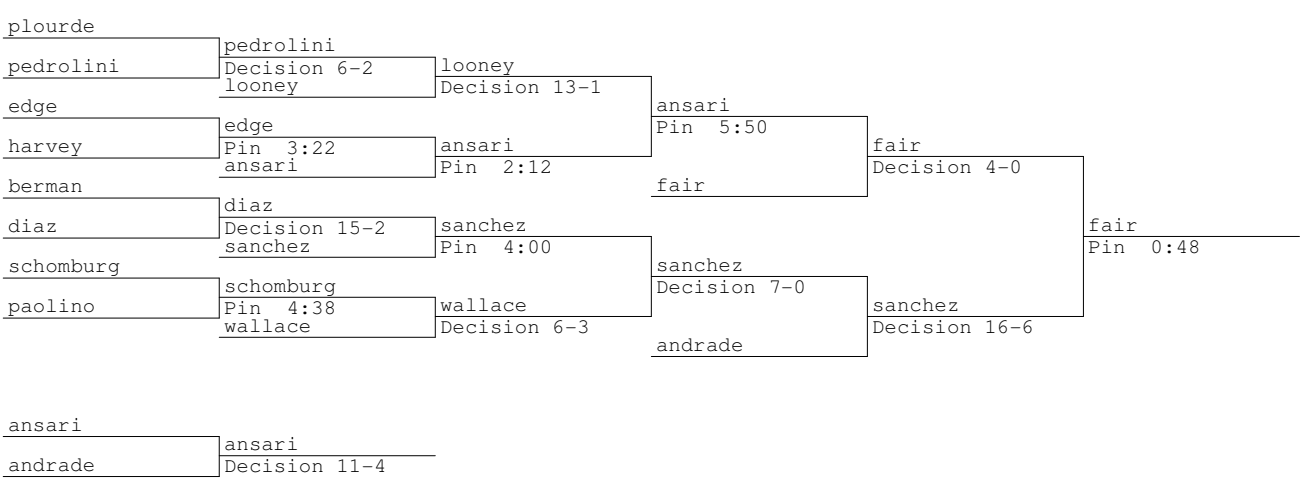 plourde
pedrolini
pedrolini
Decision 6-2
looney
looney
Decision 13-1
edge
ansari
edge
Pin 5:50
harvey
Pin 3:22
ansari
fair
ansari
Pin 2:12
Decision 4-0
berman
fair
diaz
diaz
Decision 15-2
sanchez
fair
sanchez
Pin 4:00
Pin 0:48
schomburg
sanchez
schomburg
Decision 7-0
paolino
Pin 4:38
wallace
sanchez
wallace
Decision 6-3
Decision 16-6
andrade
ansari
ansari
andrade
Decision 11-4